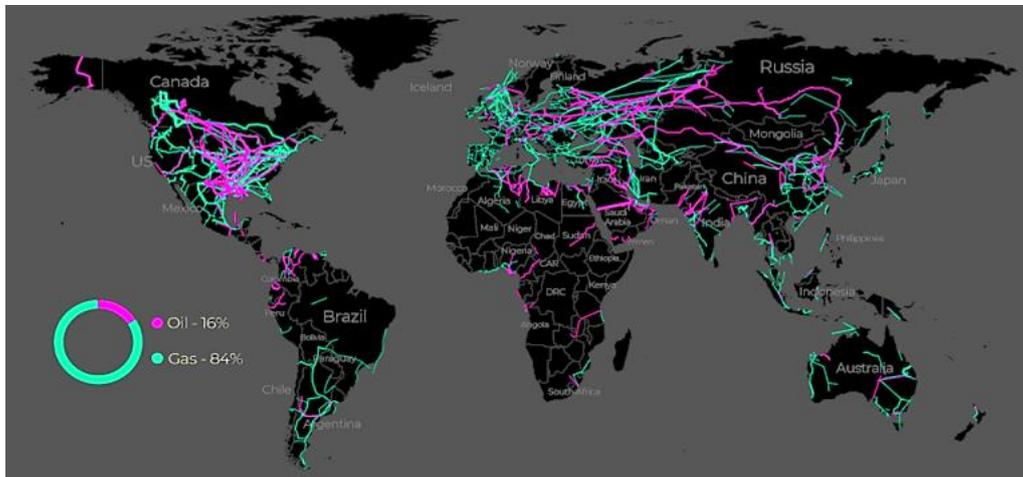 Norway
Russia
Finland
Canada
Iceland
Mongolia
US
China
Japan
Iran
Morocco
Algeria
Libya
Egypt
Saudi
Arabia
Oman
India
Mexico
Mali
Niger
Chad
Sudan
Yemen
Philippines
Nigeria
CAR
Ethiopia
Colombia
Kenya
Indonesia
DRC
Peru
Brazil
Oil - 16%
Angola
Bolivia
Gas - 84%
Paraguay
Australia
Chile
South Africa
Argentina